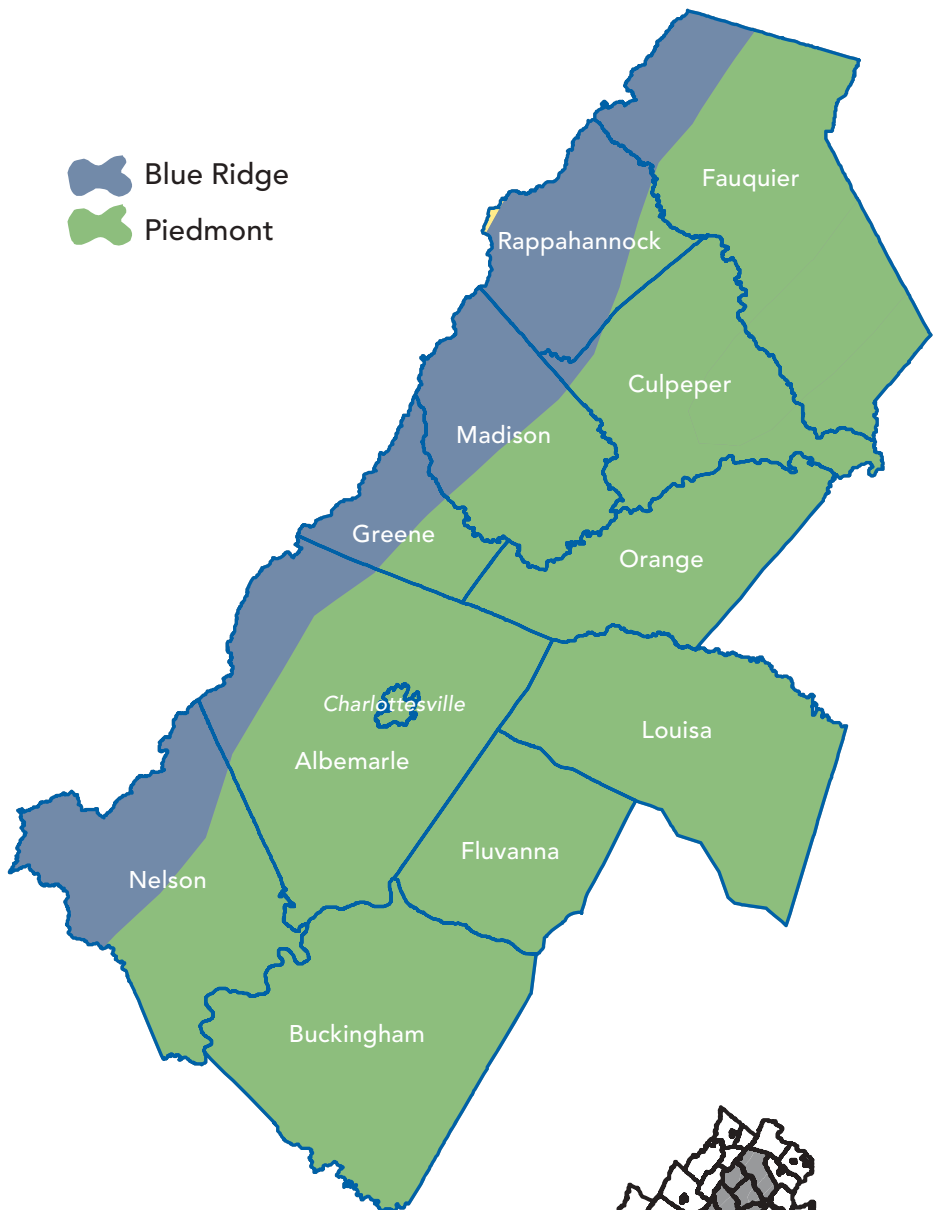 Blue Ridge
Piedmont
Fauquier
Rappahannock
Culpeper
Madison
Greene
Orange
Charlottesville
Louisa
Albemarle
Fluvanna
Nelson
Buckingham